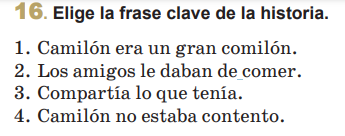 16. Elige la frase clave de la historia.
1. Camilón era un gran comilón.
2. Los amigos le daban de comer.
3. Compartía lo que tenía.
4. Camilón no estaba contento.